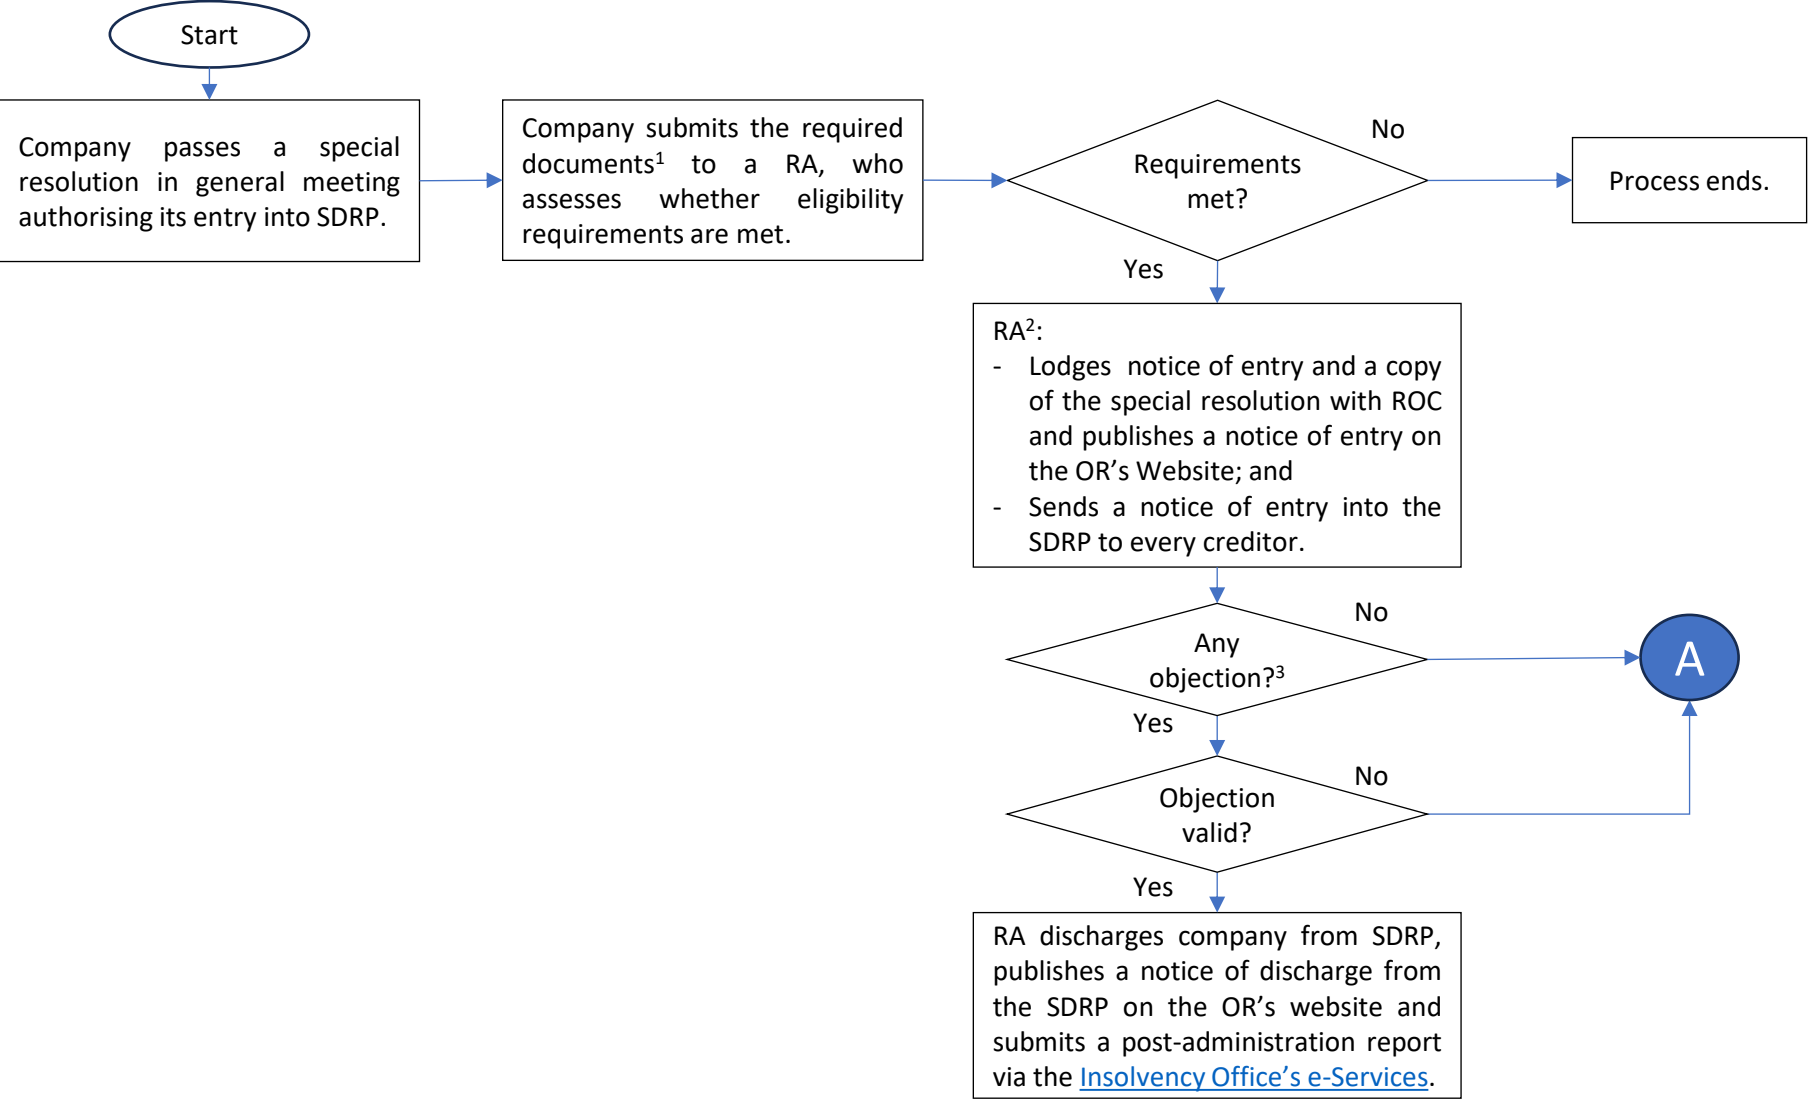 Start
Company passes a special
resolution in general meeting
authorising its entry into SDRP.
Company submits the required
documents¹ to a RA, who
assesses whether eligibility
requirements are met.
Requirements
met?
No
Process ends.
Yes
RA²:
- Lodges notice of entry and a copy
of the special resolution with ROC
and publishes a notice of entry on
the OR’s Website; and
- Sends a notice of entry into the
SDRP to every creditor.
Any
objection?³
No
A
Yes
Objection
valid?
No
Yes
RA discharges company from SDRP,
publishes a notice of discharge from
the SDRP on the OR’s website and
submits a post-administration report
via the Insolvency Office’s e-Services.